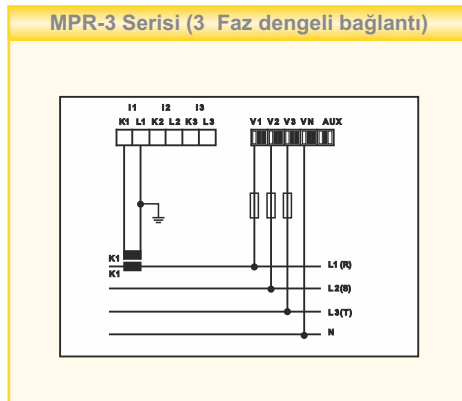 MPR-3 Serisi (3 Faz dengeli bağlantı)
I1 I2 I3
K1 L1 K2 L2 K3 L3 V1 V2 V3 VN AUX
K1
K1
L1(R)
L2(S)
L3(T)
N